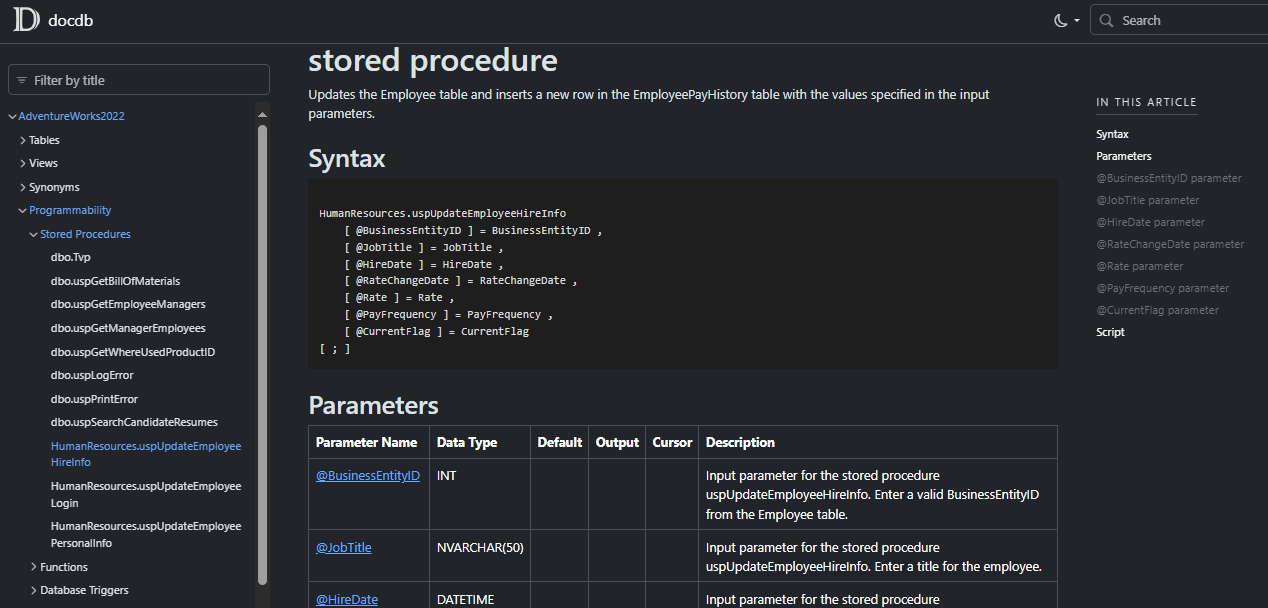 docdb
Search
Filter by title
AdventureWorks2022
Tables
Views
Synonyms
Programmability
Stored Procedures
dbo.Tvp
dbo.uspGetBillOfMaterials
dbo.uspGetEmployeeManagers
dbo.uspGetManagerEmployees
dbo.uspGetWhereUsedProductID
dbo.uspLogError
dbo.uspPrintError
dbo.uspSearchCandidateResumes
HumanResources.uspUpdateEmployee
HireInfo
HumanResources.uspUpdateEmployee
Login
HumanResources.uspUpdateEmployee
PersonalInfo
Functions
Database Triggers
stored procedure
Updates the Employee table and inserts a new row in the EmployeePayHistory table with the values specified in the input
parameters.
Syntax
HumanResources.uspUpdateEmployeeHireInfo
[ @BusinessEntityID ] = BusinessEntityID ,
[ @JobTitle ] = JobTitle ,
[ @HireDate ] = HireDate ,
[ @RateChangeDate ] = RateChangeDate ,
[ @Rate ] = Rate ,
[ @PayFrequency ] = PayFrequency ,
[ @CurrentFlag ] = CurrentFlag
[ ; ]
Parameters
Parameter Name Data Type Default Output Cursor Description
@BusinessEntityID INT Input parameter for the stored procedure
uspUpdateEmployeeHireInfo. Enter a valid BusinessEntityID
from the Employee table.
@JobTitle NVARCHAR(50) Input parameter for the stored procedure
uspUpdateEmployeeHireInfo. Enter a title for the employee.
@HireDate DATETIME Input parameter for the stored procedure
IN THIS ARTICLE
Syntax
Parameters
@BusinessEntityID parameter
@JobTitle parameter
@HireDate parameter
@RateChangeDate parameter
@Rate parameter
@PayFrequency parameter
@CurrentFlag parameter
Script